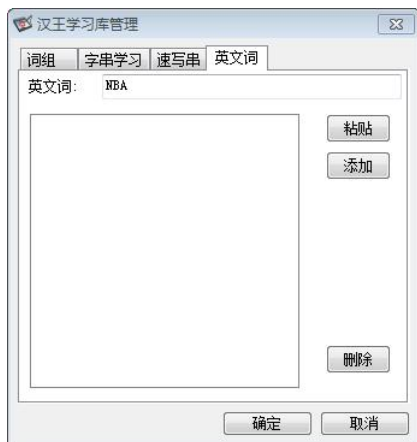 汉王学习库管理
词组 字串学习 速写串 英文词
英文词: NBA
粘贴
添加
删除
确定 取消